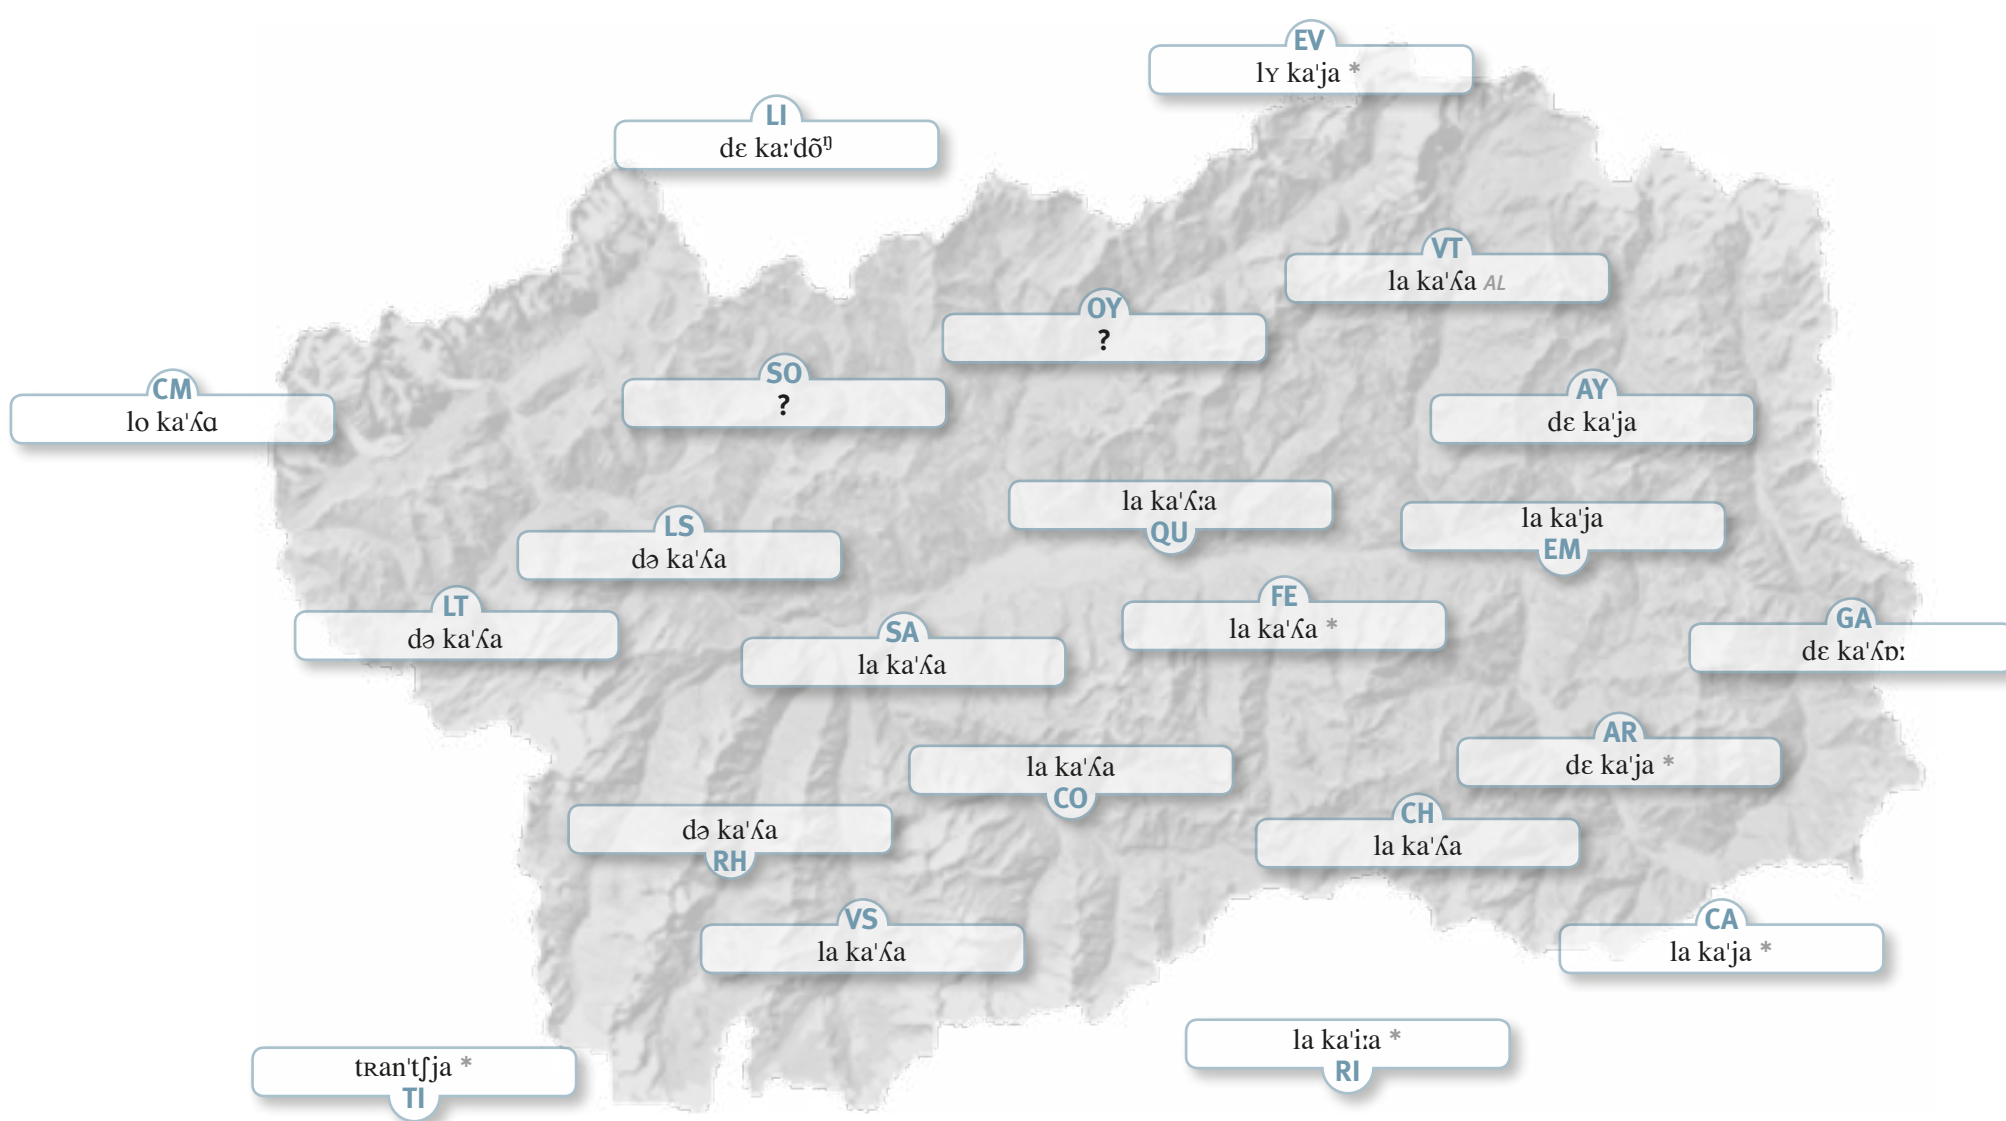 EV
lʏ ka'ja *
LI
dɛ kaː'dõᵑ
VT
la ka'ʎa AL
OY
?
SO
?
CM
lo ka'ʎɑ
AY
dɛ ka'ja
la ka'ʎːa
QU
la ka'ja
EM
LS
də ka'ʎa
LT
də ka'ʎa
FE
la ka'ʎa *
SA
la ka'ʎa
GA
dɛ ka'ʎɒː
AR
dɛ ka'ja *
la ka'ʎa
CO
də ka'ʎa
RH
CH
la ka'ʎa
VS
la ka'ʎa
CA
la ka'ja *
la ka'iːa *
RI
tʀan'tʃja *
TI